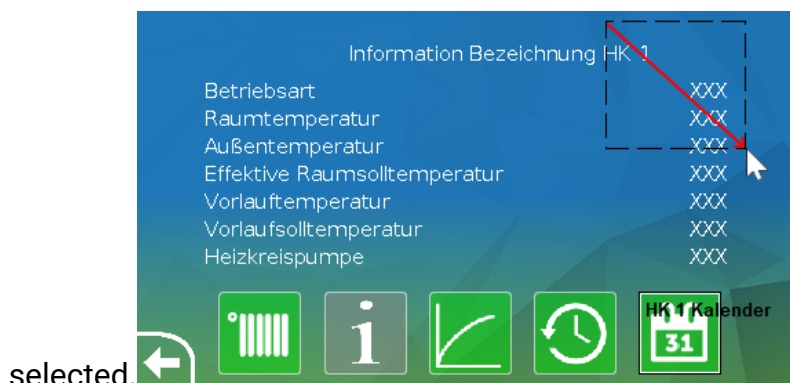 Information Bezeichnung HK 1
Betriebsart XXX
Raumtemperatur XXX
Außentemperatur XXX
Effektive Raumsolltemperatur XXX
Vorlauftemperatur XXX
Vorlaufsolltemperatur XXX
Heizkreispumpe XXX
i
HK 1 Kalender
31
selected.